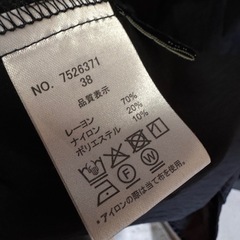 NO. 7526371
38
品質表示
レーヨン 70%
ナイロン 20%
ポリエステル 10%
*アイロンの際は当て布を使用。